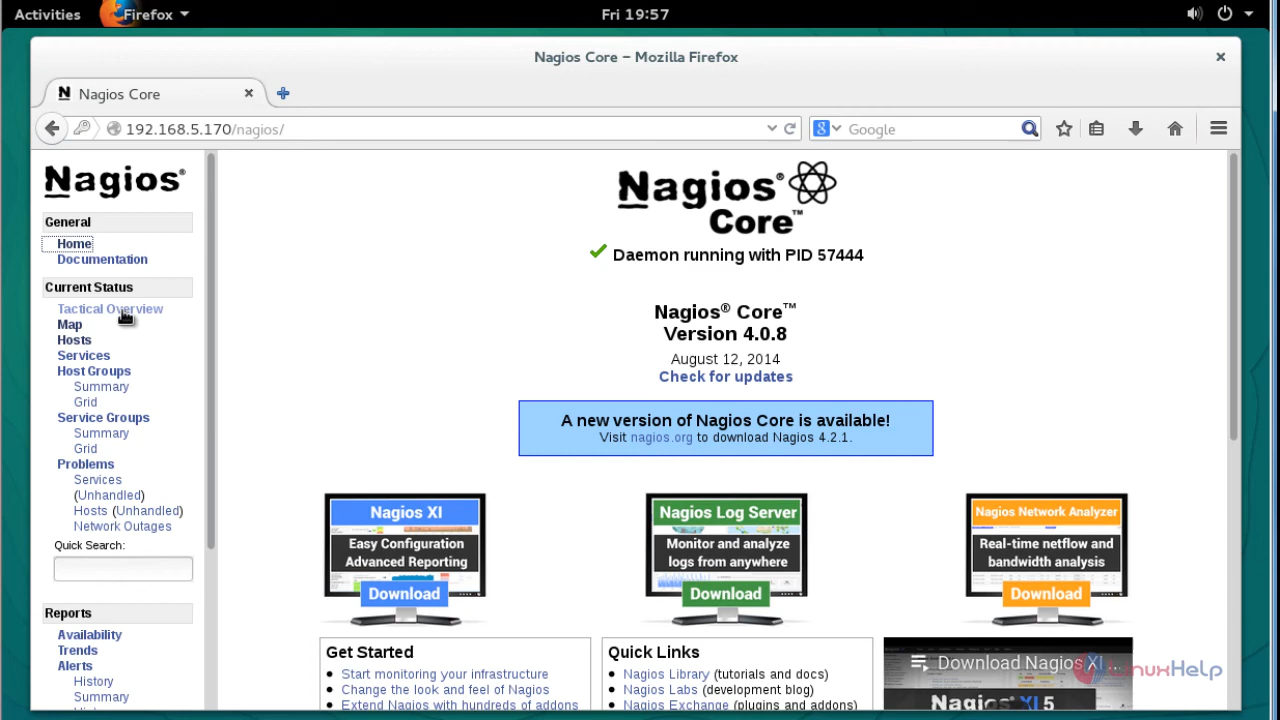 Activities Firefox Fri 19:57
Nagios Core – Mozilla Firefox
Nagios Core
192.168.5.170/nagios/
Google
Nagios®
General
Home
Documentation
Current Status
Tactical Overview
Map
Hosts
Services
Host Groups
Summary
Grid
Service Groups
Summary
Grid
Problems
Services
(Unhandled)
Hosts (Unhandled)
Network Outages
Quick Search:
Reports
Availability
Trends
Alerts
History
Summary
Nagios®
Core™
Daemon running with PID 57444
Nagios® Core™
Version 4.0.8
August 12, 2014
Check for updates
A new version of Nagios Core is available!
Visit nagios.org to download Nagios 4.2.1.
Nagios XI
Easy Configuration
Advanced Reporting
Download
Nagios Log Server
Monitor and analyze
logs from anywhere
Download
Nagios Network Analyzer
Real-time netflow and
bandwidth analysis
Download
Get Started
Start monitoring your infrastructure
Change the look and feel of Nagios
Extend Nagios with hundreds of addons
Quick Links
Nagios Library (tutorials and docs)
Nagios Labs (development blog)
Nagios Exchange (plugins and addons)
Download Nagios XI ...
Nagios XI 5
LinuxHelp